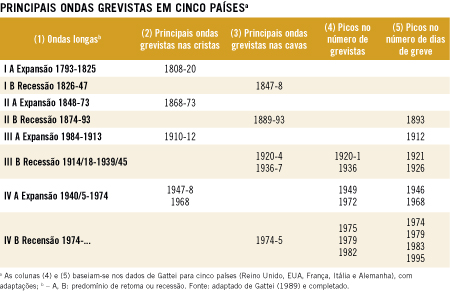 PRINCIPAIS ONDAS GREVISTAS EM CINCO PAÍSESª
(1) Ondas longasᵇ
(2) Principais ondas
grevistas nas cristas
(3) Principais ondas
grevistas nas cavas
(4) Picos no
número de
grevistas
(5) Picos no
número de dias
de greve
I A Expansão 1793-1825 1808-20
I B Recessão 1826-47 1847-8
II A Expansão 1848-73 1868-73
II B Recessão 1874-93 1889-93 1893
III A Expansão 1984-1913 1910-12 1912
III B Recessão 1914/18-1939/45
1920-4
1936-7
1920-1
1936
1921
1926
IV A Expansão 1940/5-1974
1947-8
1968
1949
1972
1946
1968
IV B Recensão 1974-... 1974-5
1975
1979
1982
1974
1979
1983
1995
ª As colunas (4) e (5) baseiam-se nos dados de Gattei para cinco países (Reino Unido, EUA, França, Itália e Alemanha), com
adaptações; ᵇ – A, B: predomínio de retoma ou recessão. Fonte: adaptado de Gattei (1989) e completado.